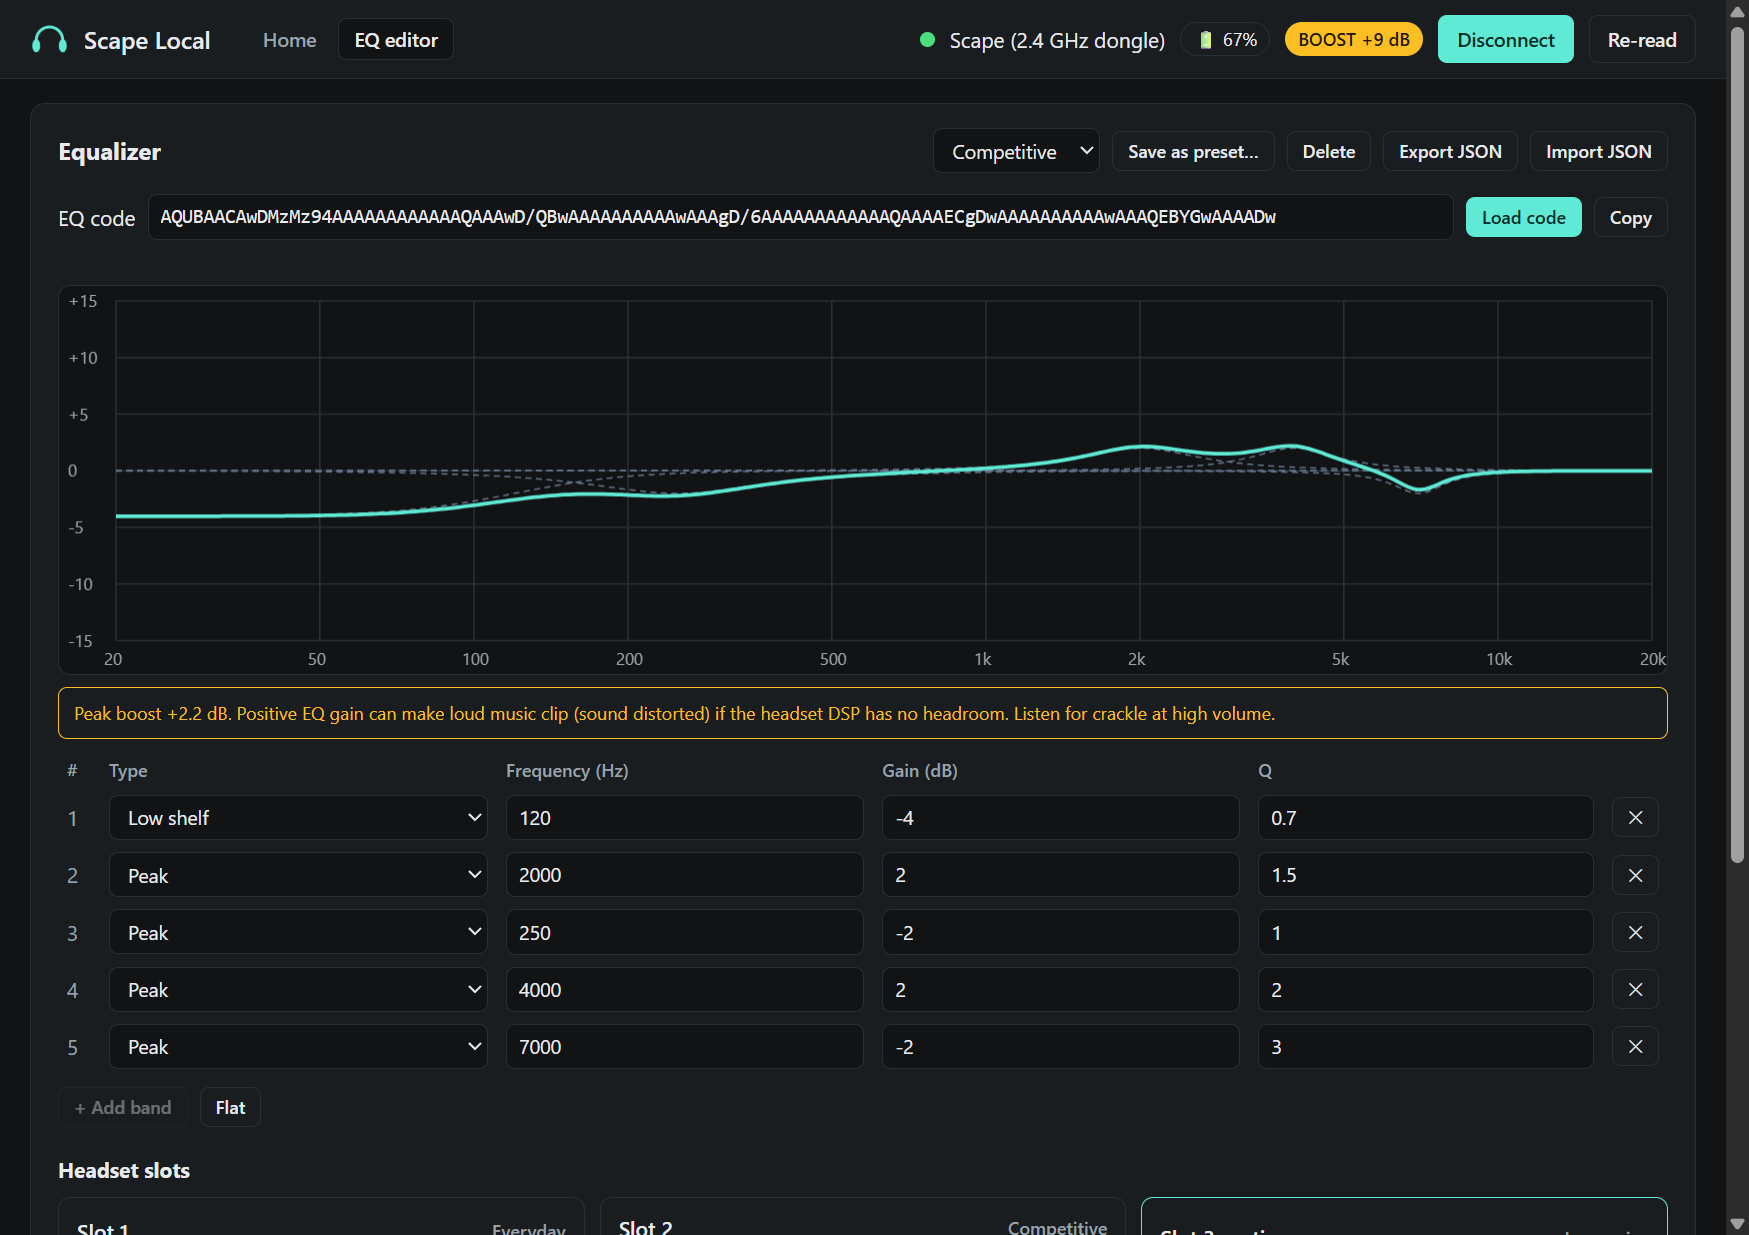 Scape Local Home EQ editor Scape (2.4 GHz dongle) 67% BOOST +9 dB Disconnect Re-read
Equalizer Competitive Save as preset... Delete Export JSON Import JSON
EQ code AQUBAACAwDMzMz94AAAAAAAAAAAAQAAAwD/QBwAAAAAAAAAAwAAAgD/6AAAAAAAAAAAAQAAAAECgDwAAAAAAAAAAwAAAQEBYGwAAAADw Load code Copy
+15
+10
+5
0
-5
-10
-15
20 50 100 200 500 1k 2k 5k 10k 20k
Peak boost +2.2 dB. Positive EQ gain can make loud music clip (sound distorted) if the headset DSP has no headroom. Listen for crackle at high volume.
# Type Frequency (Hz) Gain (dB) Q
1 Low shelf 120 -4 0.7
2 Peak 2000 2 1.5
3 Peak 250 -2 1
4 Peak 4000 2 2
5 Peak 7000 -2 3
+ Add band Flat
Headset slots
Slot 1 Everyday Slot 2 Competitive